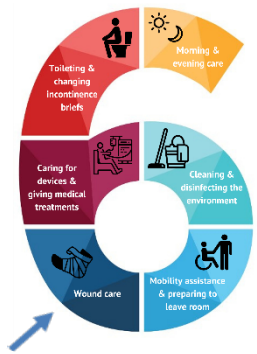 Morning &
evening care
Toileting &
changing
incontinence
briefs
Caring for
devices &
giving medical
treatments
Cleaning &
disinfecting the
environment
Wound care
Mobility assistance
& preparing to
leave room